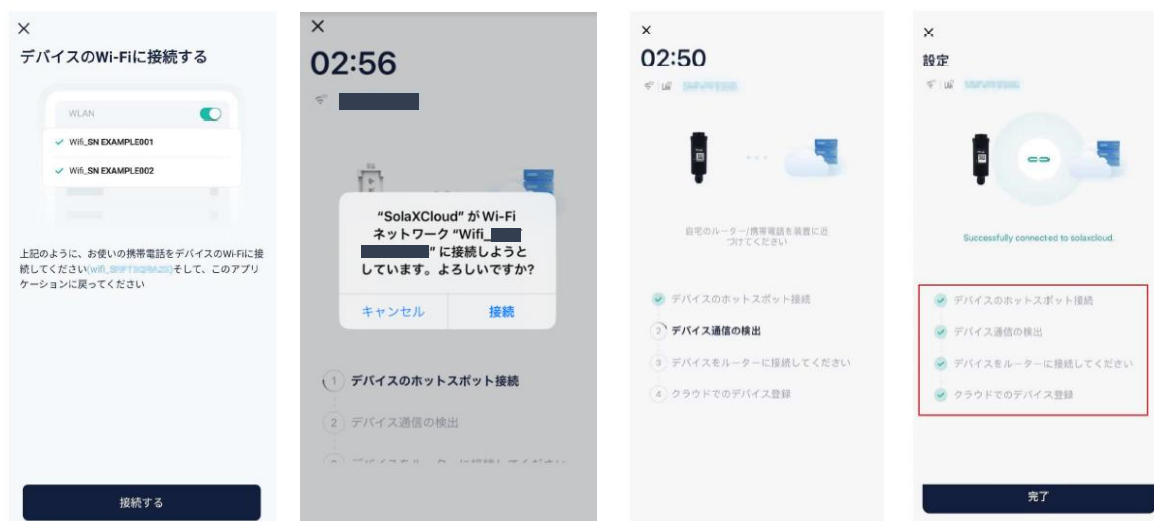 ×
デバイスのWi-Fiに接続する
WLAN
Wifi_SN EXAMPLE001
Wifi_SN EXAMPLE002
上記のように、お使いの携帯電話をデバイスのWi-Fiに接
続してください(wifi_ そして、このアプリ
ケーションに戻ってください
接続する
×
02:56
"SolaXCloud" が Wi-Fi
ネットワーク "Wifi_
" に接続しようと
しています。よろしいですか?
キャンセル 接続
1 デバイスのホットスポット接続
2 デバイス通信の検出
×
02:50
自宅のルーター/携帯電話を装置に近
づけてください
デバイスのホットスポット接続
2 デバイス通信の検出
3 デバイスをルーターに接続してください
4 クラウドでのデバイス登録
×
設定
Successfully connected to solaxcloud.
デバイスのホットスポット接続
デバイス通信の検出
デバイスをルーターに接続してください
クラウドでのデバイス登録
完了